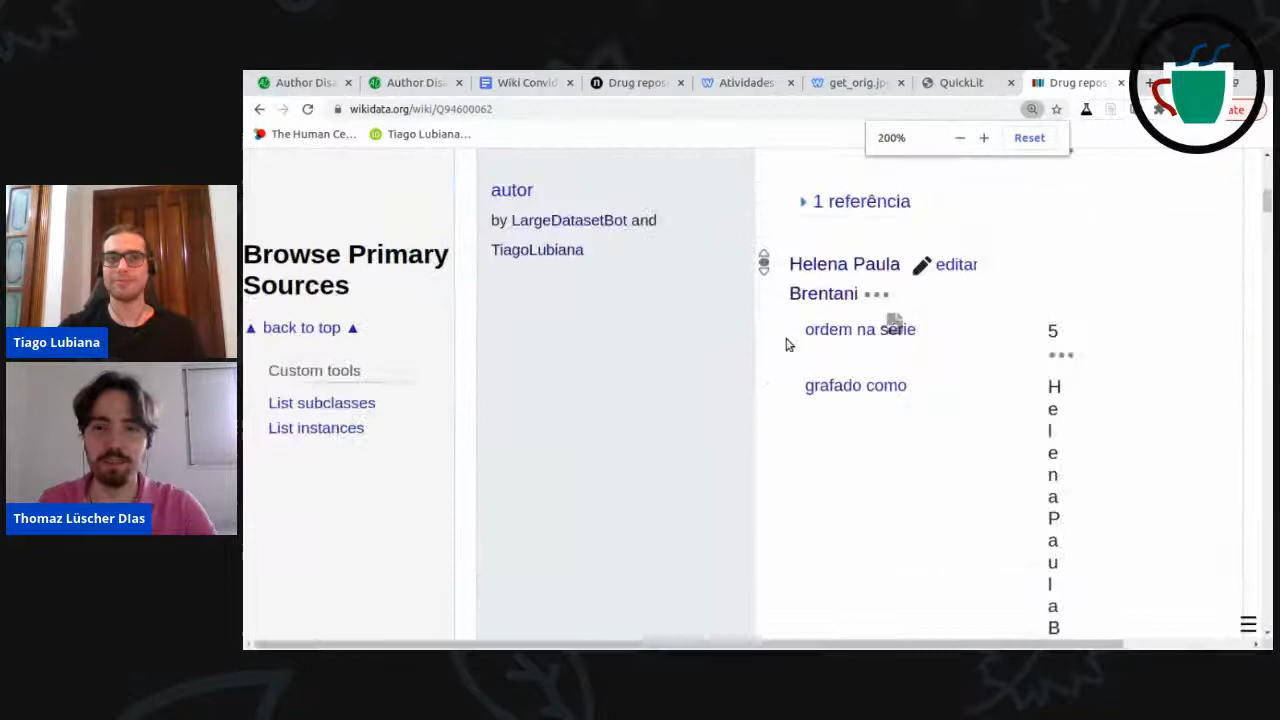 Author Disa
Author Disa
Wiki Convid
Drug repos
Atividades
get_orig.jp
QuickLit
Drug repos
wikidata.org/wiki/Q94600062
ate
The Human Ce...
Tiago Lubiana...
200%
Reset
Browse Primary
Sources
▲ back to top ▲
Custom tools
List subclasses
List instances
autor
by LargeDatasetBot and
TiagoLubiana
1 referência
Helena Paula
Brentani
editar
ordem na série
5
grafado como
H
e
l
e
n
a
P
a
u
l
a
B
Tiago Lubiana
Thomaz Lüscher DIas